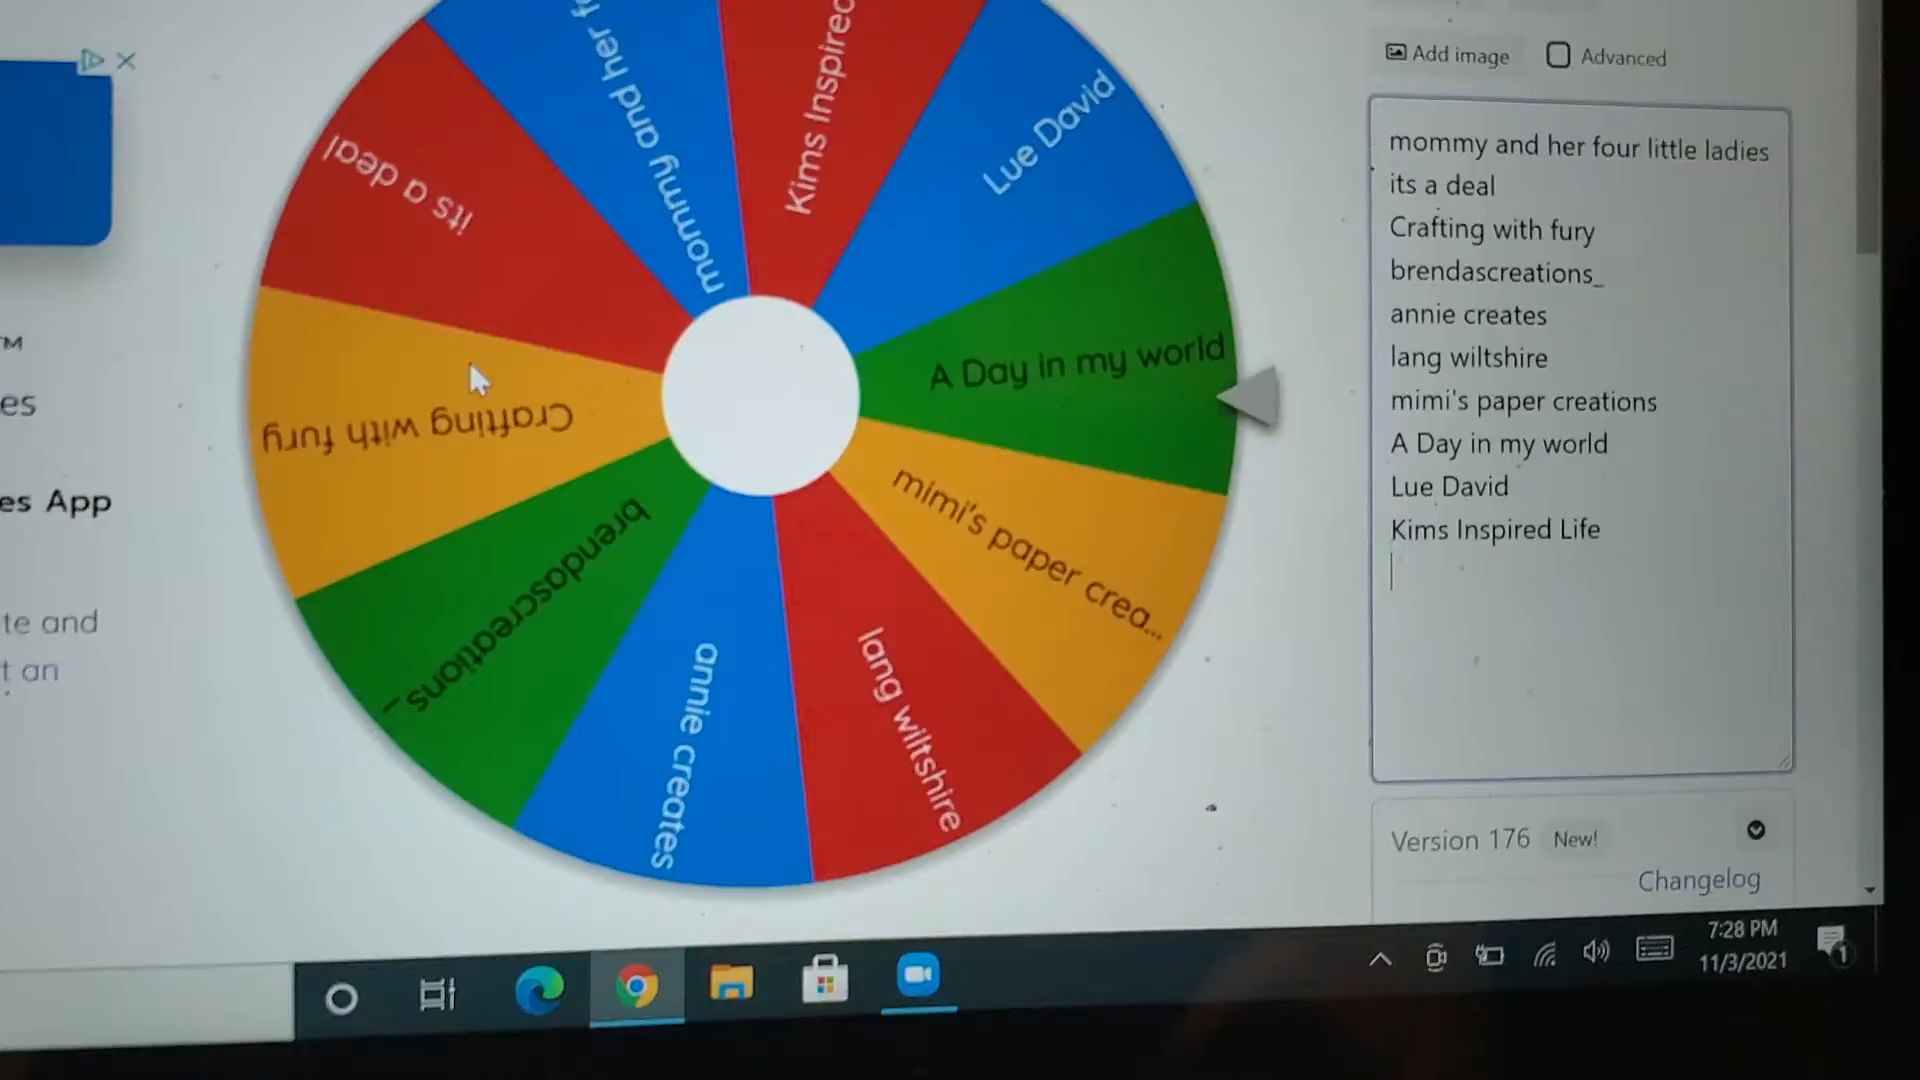 Add image
Advanced
mommy and her four little ladies
its a deal
Crafting with fury
brendascreations_
annie creates
lang wiltshire
mimi's paper creations
A Day in my world
Lue David
Kims Inspired Life
mommy and her f
Kims Inspired
Lue David
its a deal
A Day in my world
Crafting with fury
mimi's paper crea...
brendascreations_
annie creates
lang wiltshire
TM
es
es App
te and
t an
Version 176 New!
Changelog
7:28 PM
11/3/2021
1